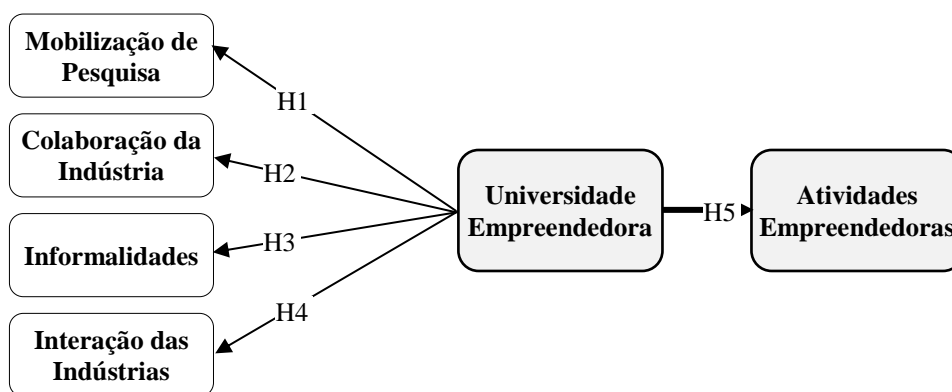 Mobilização de
Pesquisa
H1
Colaboração da
Indústria
H2
Universidade
Empreendedora
H5
Atividades
Empreendedoras
Informalidades
H3
H4
Interação das
Indústrias